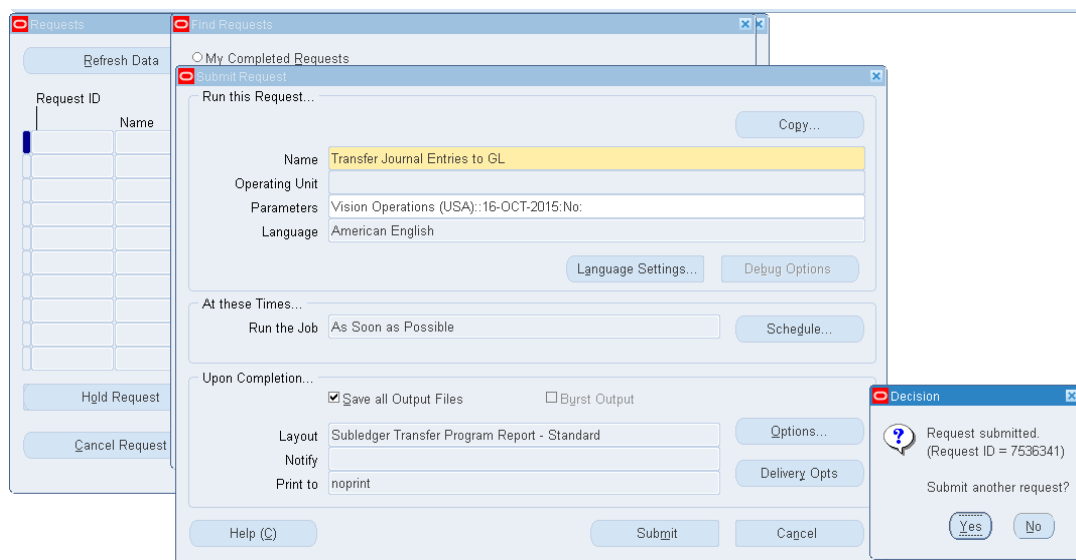 Requests
Refresh Data
Request ID
Name
Hold Request
Cancel Request
Find Requests
My Completed Requests
Submit Request
Run this Request...
Copy...
Name Transfer Journal Entries to GL
Operating Unit
Parameters Vision Operations (USA)::16-OCT-2015:No:
Language American English
Language Settings... Debug Options
At these Times...
Run the Job As Soon as Possible Schedule...
Upon Completion...
Save all Output Files Burst Output
Layout Subledger Transfer Program Report - Standard Options...
Notify
Print to noprint Delivery Opts
Help (C) Submit Cancel
Decision
Request submitted.
(Request ID = 7536341)
Submit another request?
Yes No